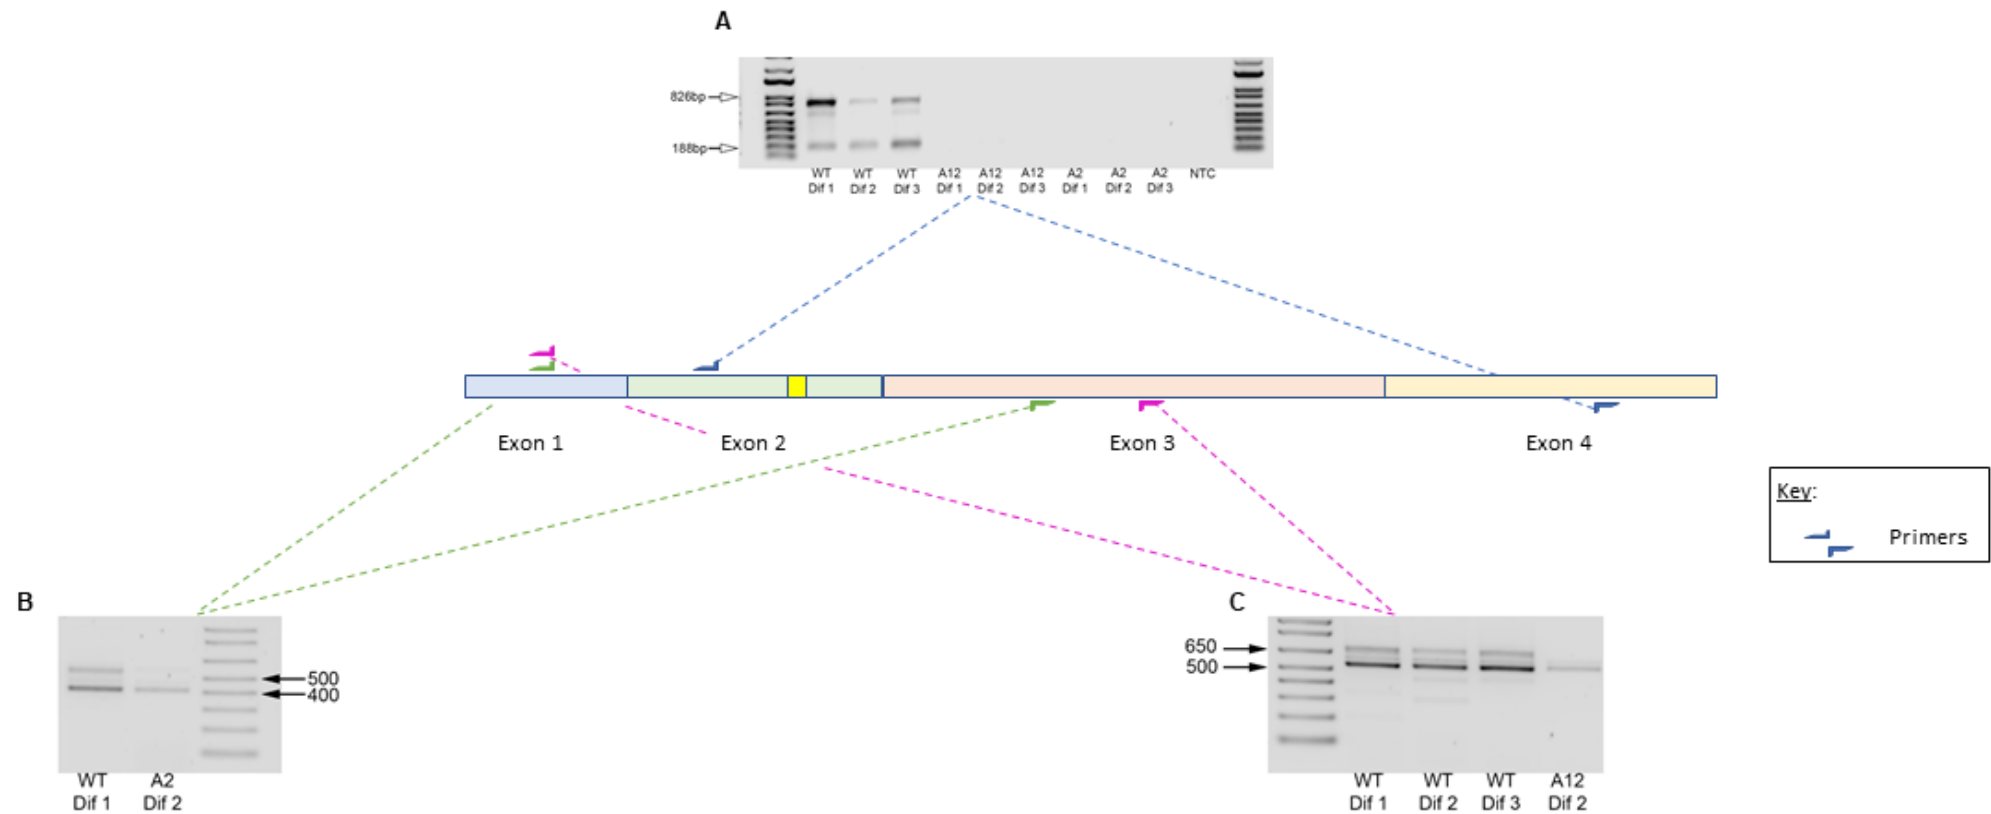 A
826bp
188bp
WT WT WT A12 A12 A12 A2 A2 A2 NTC
Dif 1 Dif 2 Dif 3 Dif 1 Dif 2 Dif 3 Dif 1 Dif 2 Dif 3
Exon 1 Exon 2 Exon 3 Exon 4
Key:
Primers
B
500
400
WT A2
Dif 1 Dif 2
C
650
500
WT WT WT A12
Dif 1 Dif 2 Dif 3 Dif 2